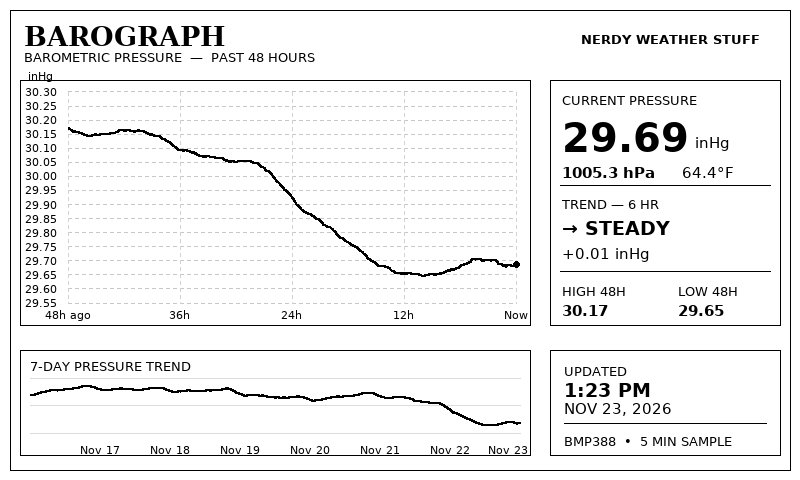 BAROGRAPH
BAROMETRIC PRESSURE — PAST 48 HOURS
NERDY WEATHER STUFF
inHg
30.30
30.25
30.20
30.15
30.10
30.05
30.00
29.95
29.90
29.85
29.80
29.75
29.70
29.65
29.55
48h ago 36h 24h 12h Now
CURRENT PRESSURE
29.69 inHg
1005.3 hPa 64.4°F
TREND — 6 HR
→ STEADY
+0.01 inHg
HIGH 48H LOW 48H
30.17 29.65
7-DAY PRESSURE TREND
Nov 17 Nov 18 Nov 19 Nov 20 Nov 21 Nov 22 Nov 23
UPDATED
1:23 PM
NOV 23, 2026
BMP388 • 5 MIN SAMPLE